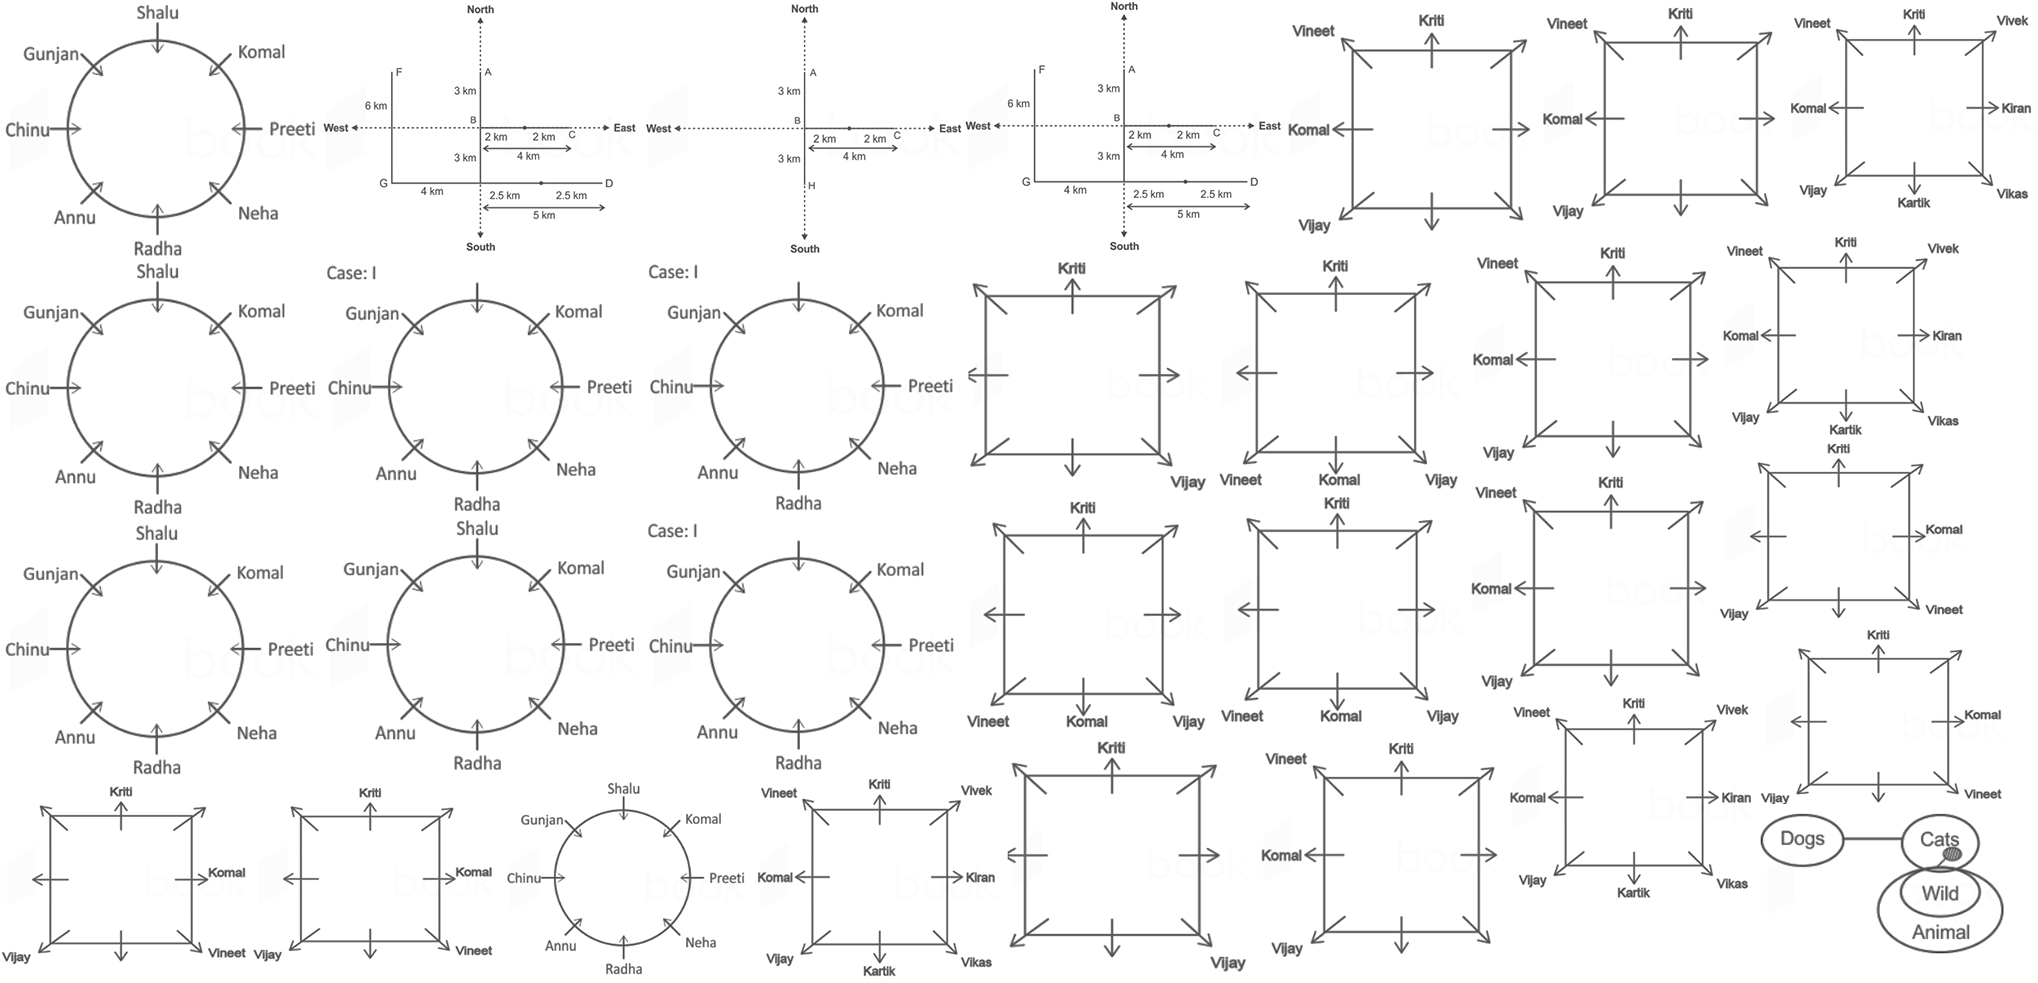 Shalu
Gunjan
Komal
Chinu
Preeti
Annu
Neha
Radha
North
F
A
3 km
6 km
B
West
East
2 km
2 km
C
4 km
3 km
G
D
4 km
2.5 km
2.5 km
5 km
South
North
A
3 km
B
West
East
2 km
2 km
C
4 km
3 km
H
South
North
F
A
3 km
6 km
B
West
East
2 km
2 km
C
4 km
3 km
G
D
4 km
2.5 km
2.5 km
5 km
South
Kriti
Vineet
Komal
Vijay
Kriti
Vineet
Komal
Vijay
Kriti
Vineet
Vivek
Komal
Kiran
Vijay
Vikas
Kartik
Shalu
Gunjan
Komal
Chinu
Preeti
Annu
Neha
Radha
Case: I
Gunjan
Komal
Chinu
Preeti
Annu
Neha
Radha
Case: I
Gunjan
Komal
Chinu
Preeti
Annu
Neha
Radha
Kriti
Vijay
Kriti
Vineet
Komal
Vijay
Kriti
Vineet
Komal
Vijay
Kriti
Vineet
Vivek
Komal
Kiran
Vijay
Vikas
Kartik
Shalu
Gunjan
Komal
Chinu
Preeti
Annu
Neha
Radha
Shalu
Gunjan
Komal
Chinu
Preeti
Annu
Neha
Radha
Case: I
Gunjan
Komal
Chinu
Preeti
Annu
Neha
Radha
Kriti
Vineet
Komal
Vijay
Kriti
Vineet
Komal
Vijay
Kriti
Vineet
Komal
Vijay
Kriti
Komal
Vijay
Vineet
Kriti
Komal
Vijay
Vineet
Kriti
Komal
Vijay
Vineet
Kriti
Komal
Vijay
Vineet
Shalu
Gunjan
Komal
Chinu
Preeti
Annu
Neha
Radha
Kriti
Vineet
Vivek
Komal
Kiran
Vijay
Vikas
Kartik
Kriti
Vijay
Kriti
Vineet
Komal
Vijay
Kriti
Vineet
Vivek
Komal
Kiran
Vijay
Vikas
Kartik
Dogs
Cats
Wild
Animal